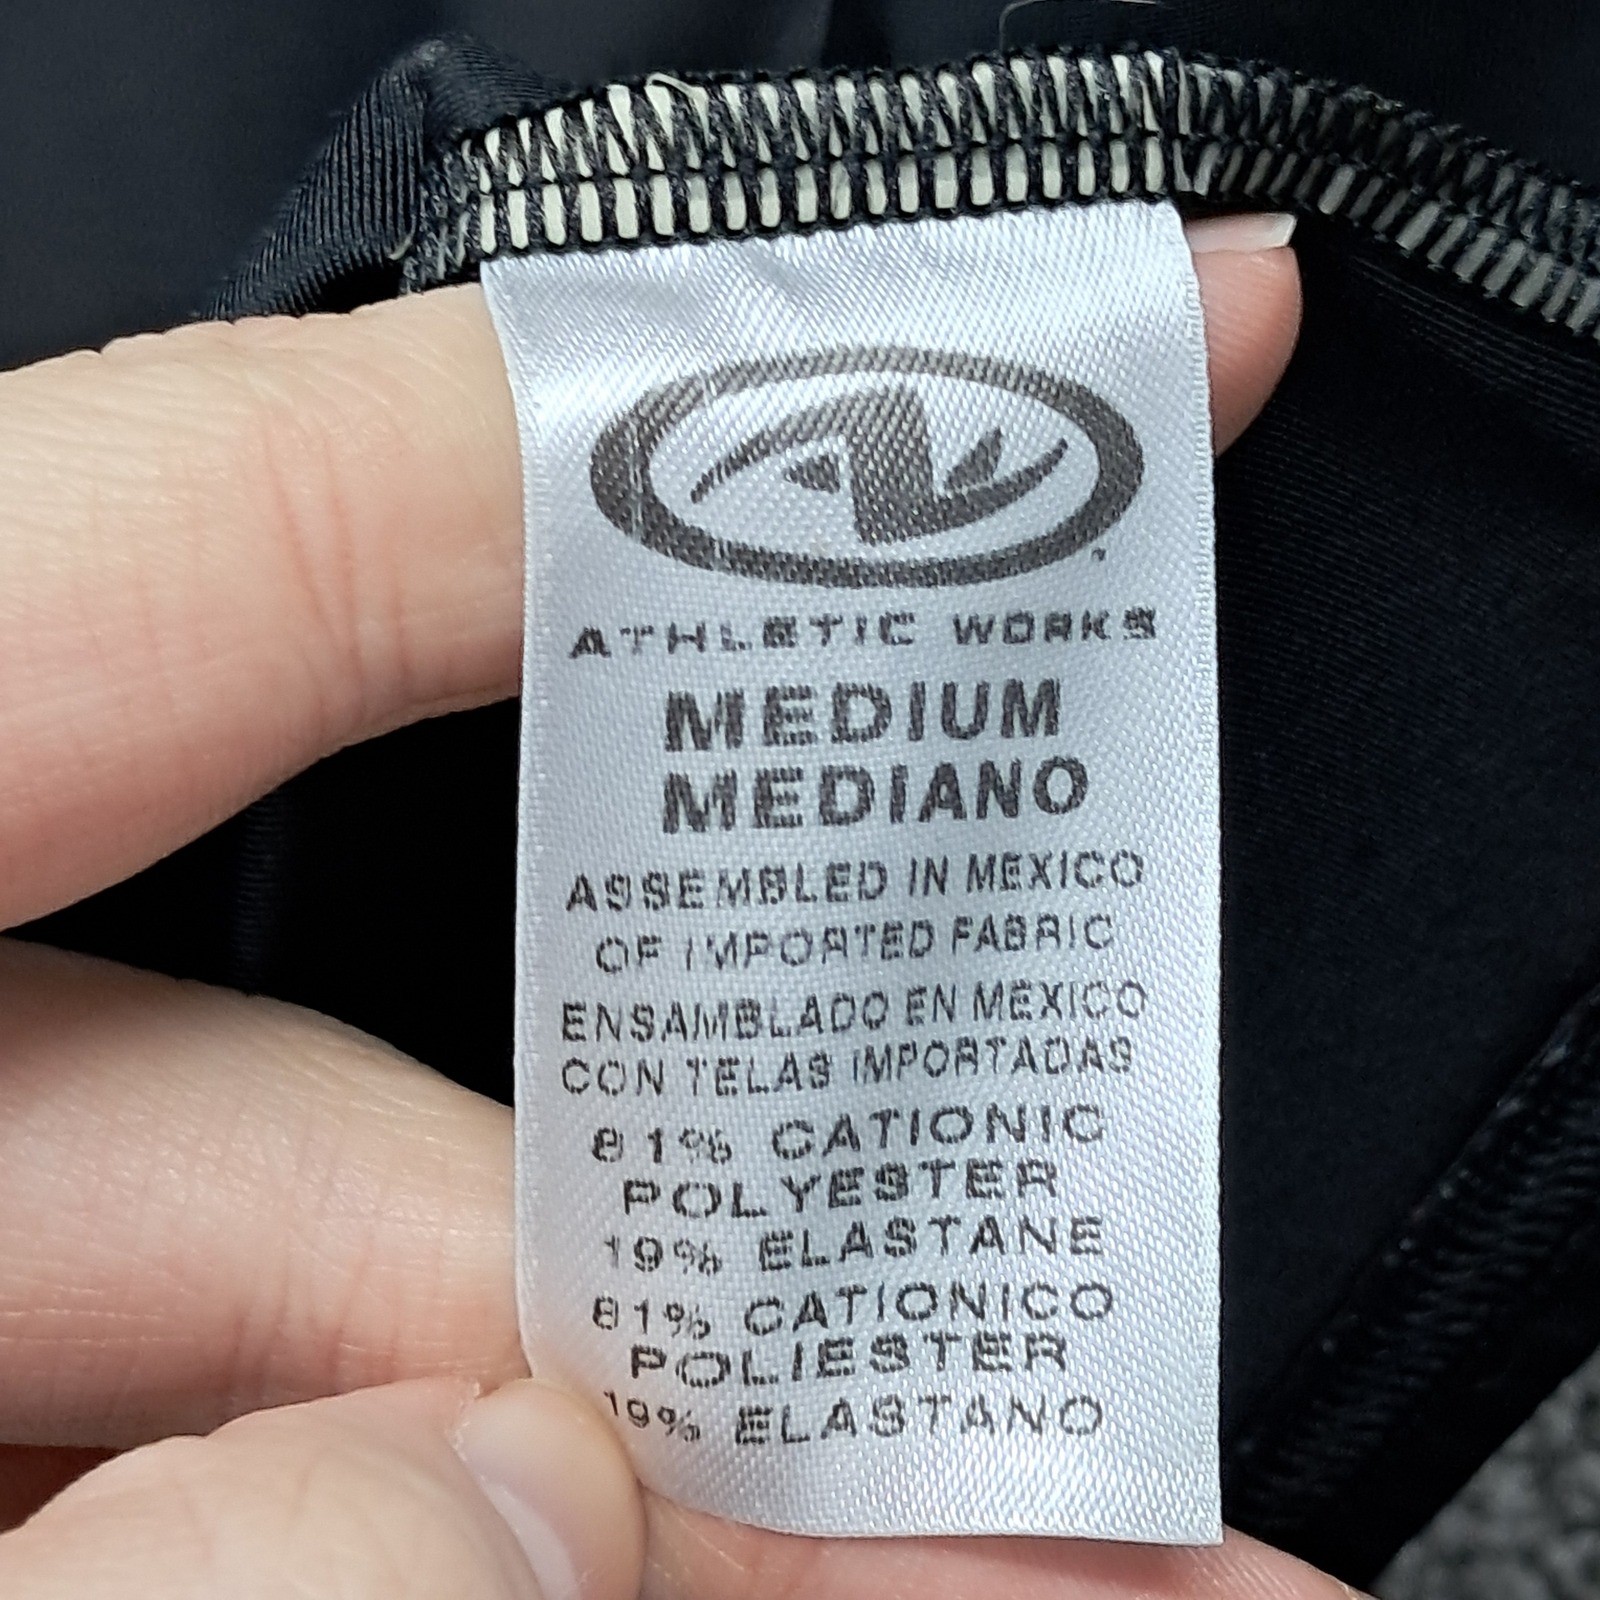 ATHLETIC WORKS
MEDIUM
MEDIANO
ASSEMBLED IN MEXICO
OF IMPORTED FABRIC
ENSAMBLADO EN MEXICO
CON TELAS IMPORTADAS
81% CATIONIC
POLYESTER
19% ELASTANE
81% CATIONICO
POLIESTER
19% ELASTANO